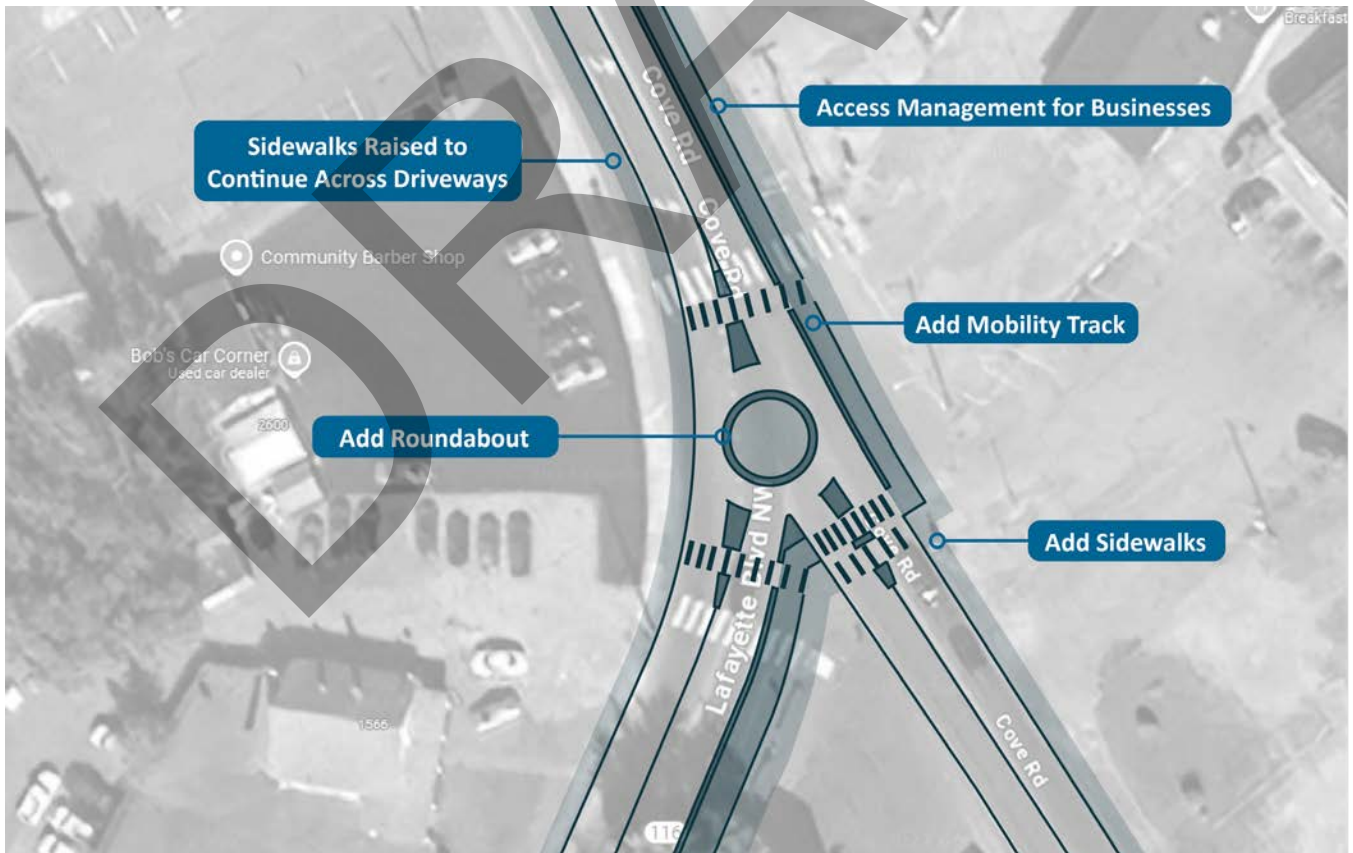 Breakfast
Access Management for Businesses
Cove Rd
Sidewalks Raised to
Continue Across Driveways
Cove Rd
Community Barber Shop
Add Mobility Track
Bob's Car Corner
Used car dealer
2600
Add Roundabout
Lafayette Blvd NW
Cove Rd
Add Sidewalks
1566
Cove Rd
116